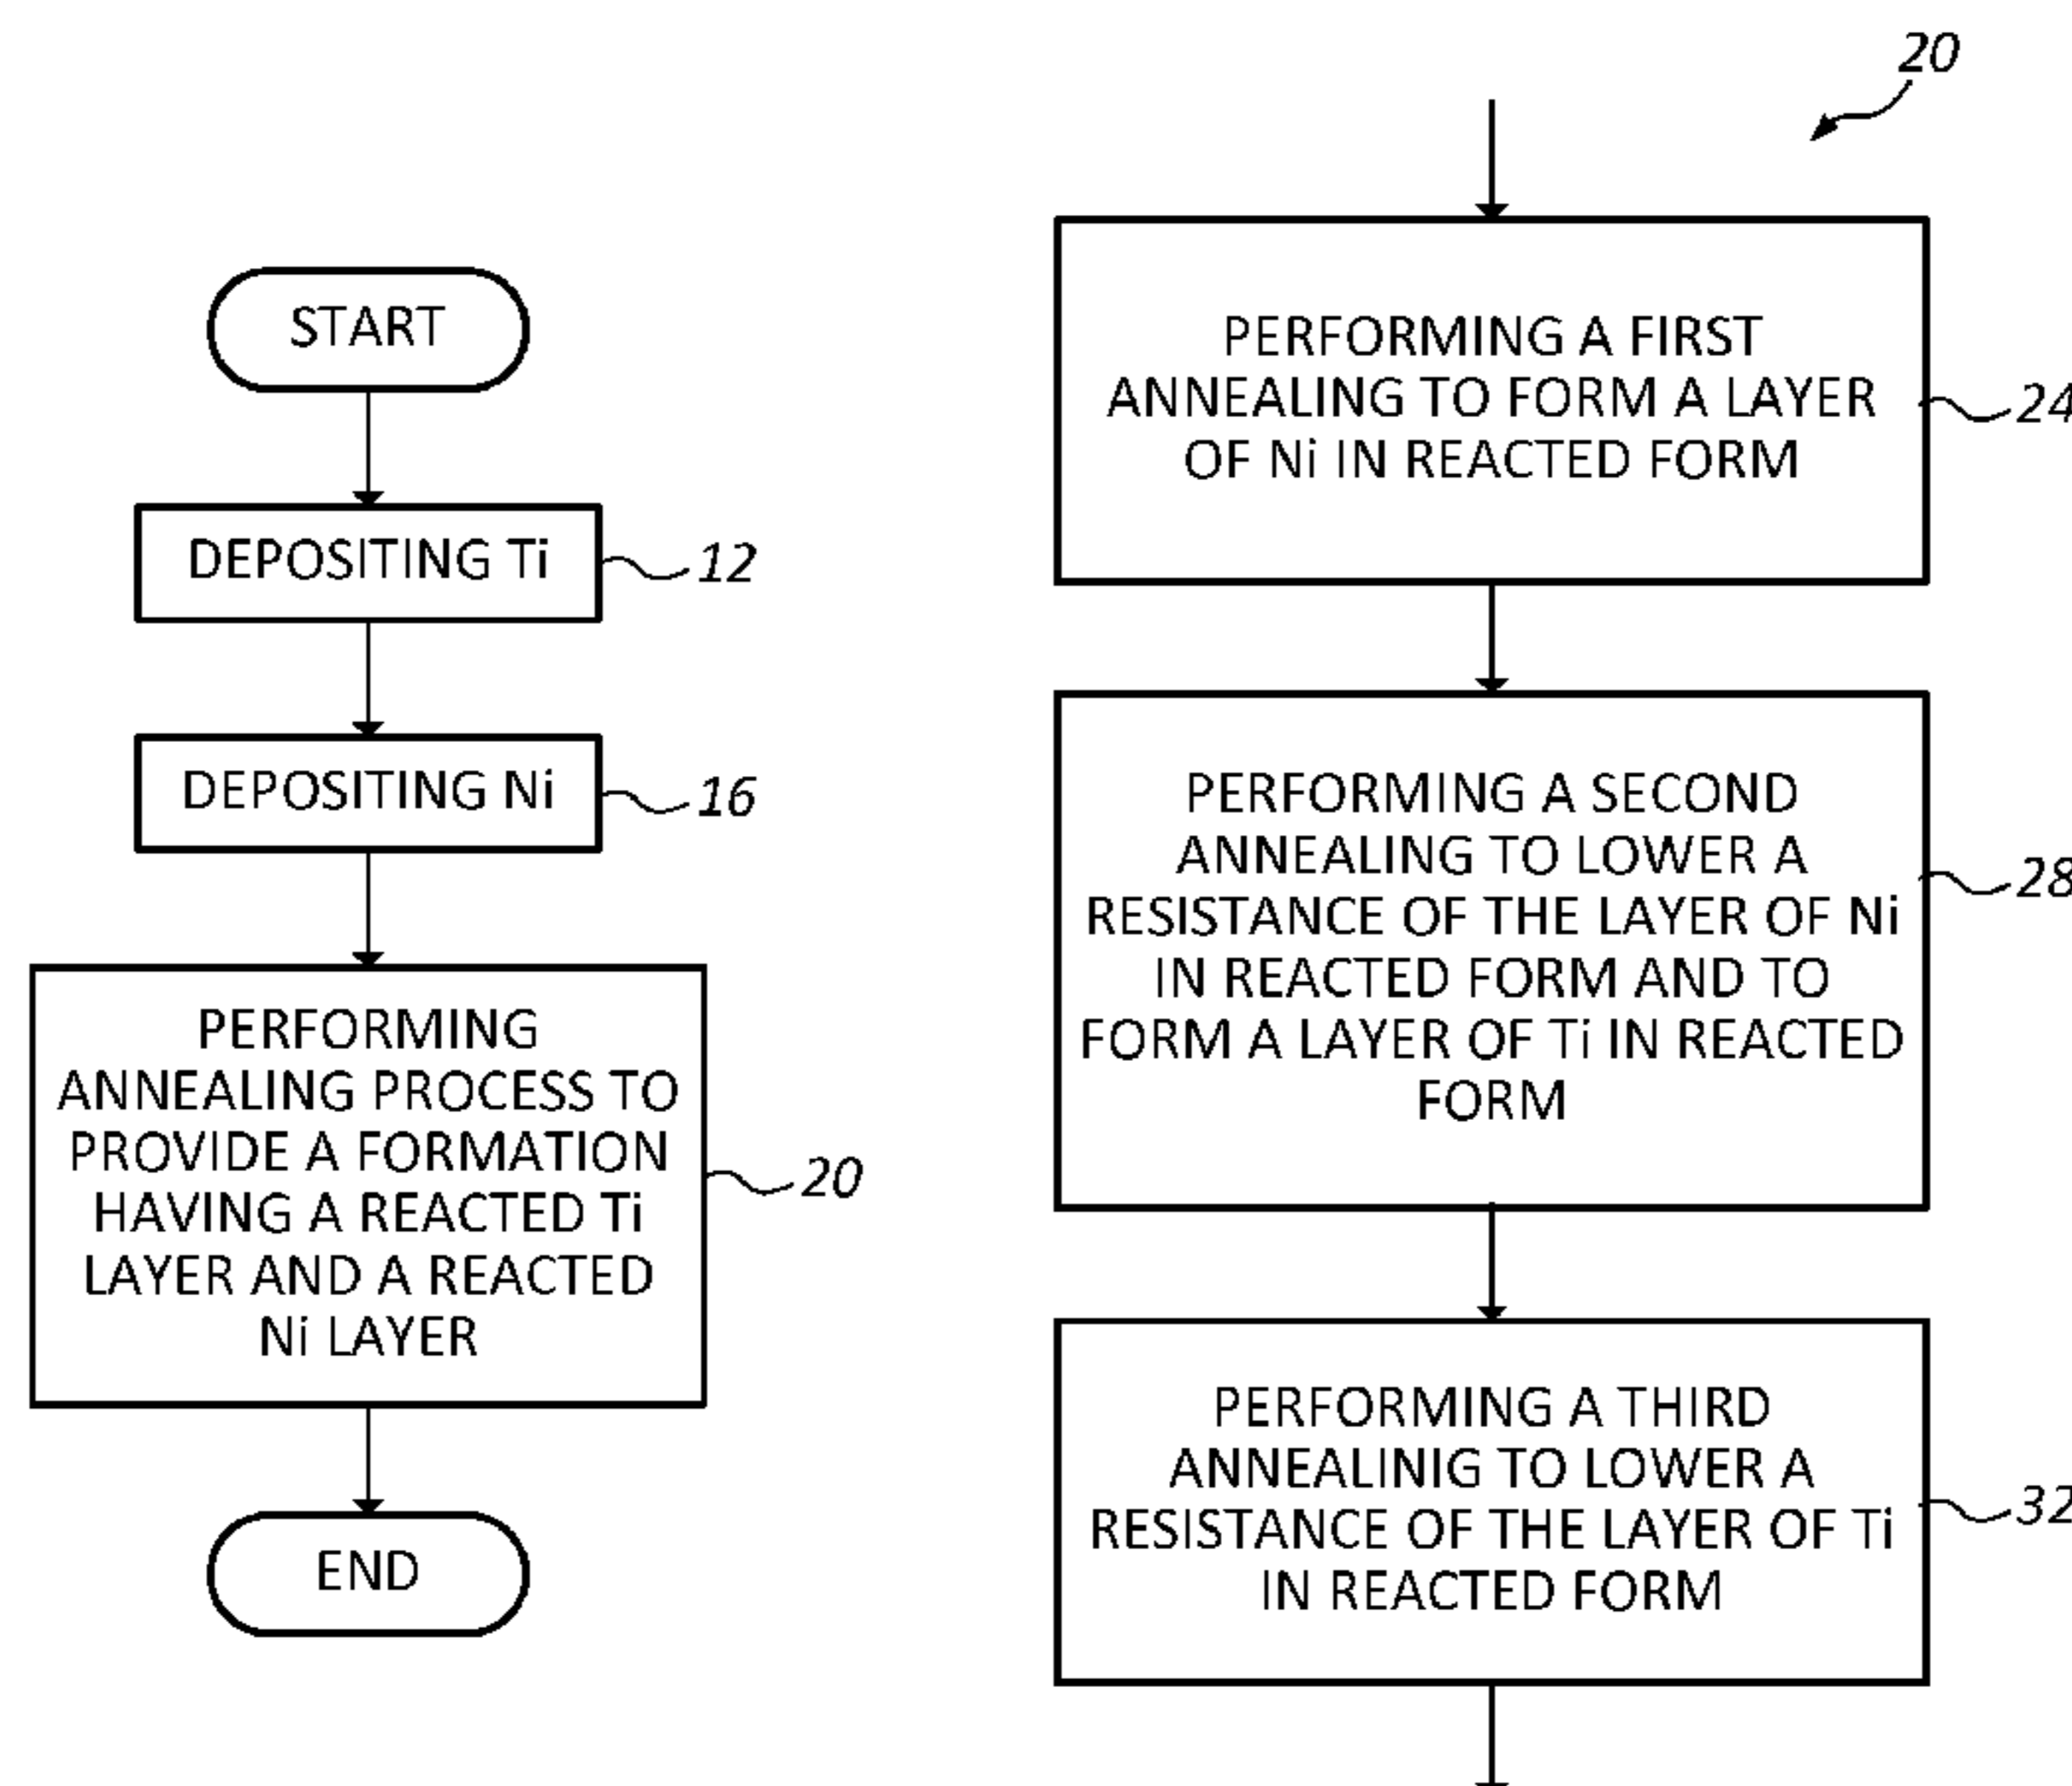 START
DEPOSITING Ti
12
DEPOSITING Ni
16
PERFORMING
ANNEALING PROCESS TO
PROVIDE A FORMATION
HAVING A REACTED Ti
LAYER AND A REACTED
Ni LAYER
20
END
20
PERFORMING A FIRST
ANNEALING TO FORM A LAYER
OF Ni IN REACTED FORM
24
PERFORMING A SECOND
ANNEALING TO LOWER A
RESISTANCE OF THE LAYER OF Ni
IN REACTED FORM AND TO
FORM A LAYER OF Ti IN REACTED
FORM
28
PERFORMING A THIRD
ANNEALINIG TO LOWER A
RESISTANCE OF THE LAYER OF Ti
IN REACTED FORM
32